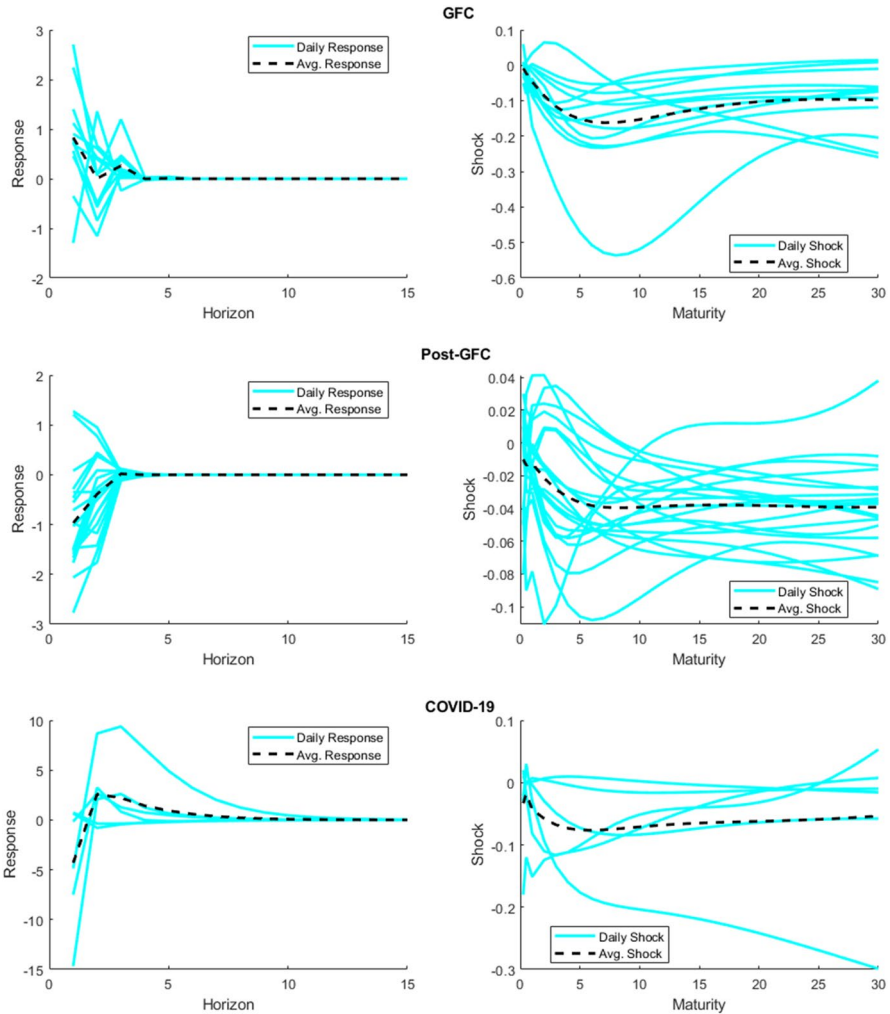 GFC
3
2
1
0
-1
-2
Response
0
5
10
15
Horizon
Daily Response
Avg. Response
0.1
0
-0.1
-0.2
-0.3
-0.4
-0.5
-0.6
Shock
0
5
10
15
20
25
30
Maturity
Daily Shock
Avg. Shock
Post-GFC
2
1
0
-1
-2
-3
Response
0
5
10
15
Horizon
Daily Response
Avg. Response
0.04
0.02
0
-0.02
-0.04
-0.06
-0.08
-0.1
Shock
0
5
10
15
20
25
30
Maturity
Daily Shock
Avg. Shock
COVID-19
10
5
0
-5
-10
-15
Response
0
5
10
15
Horizon
Daily Response
Avg. Response
0.1
0
-0.1
-0.2
-0.3
Shock
0
5
10
15
20
25
30
Maturity
Daily Shock
Avg. Shock